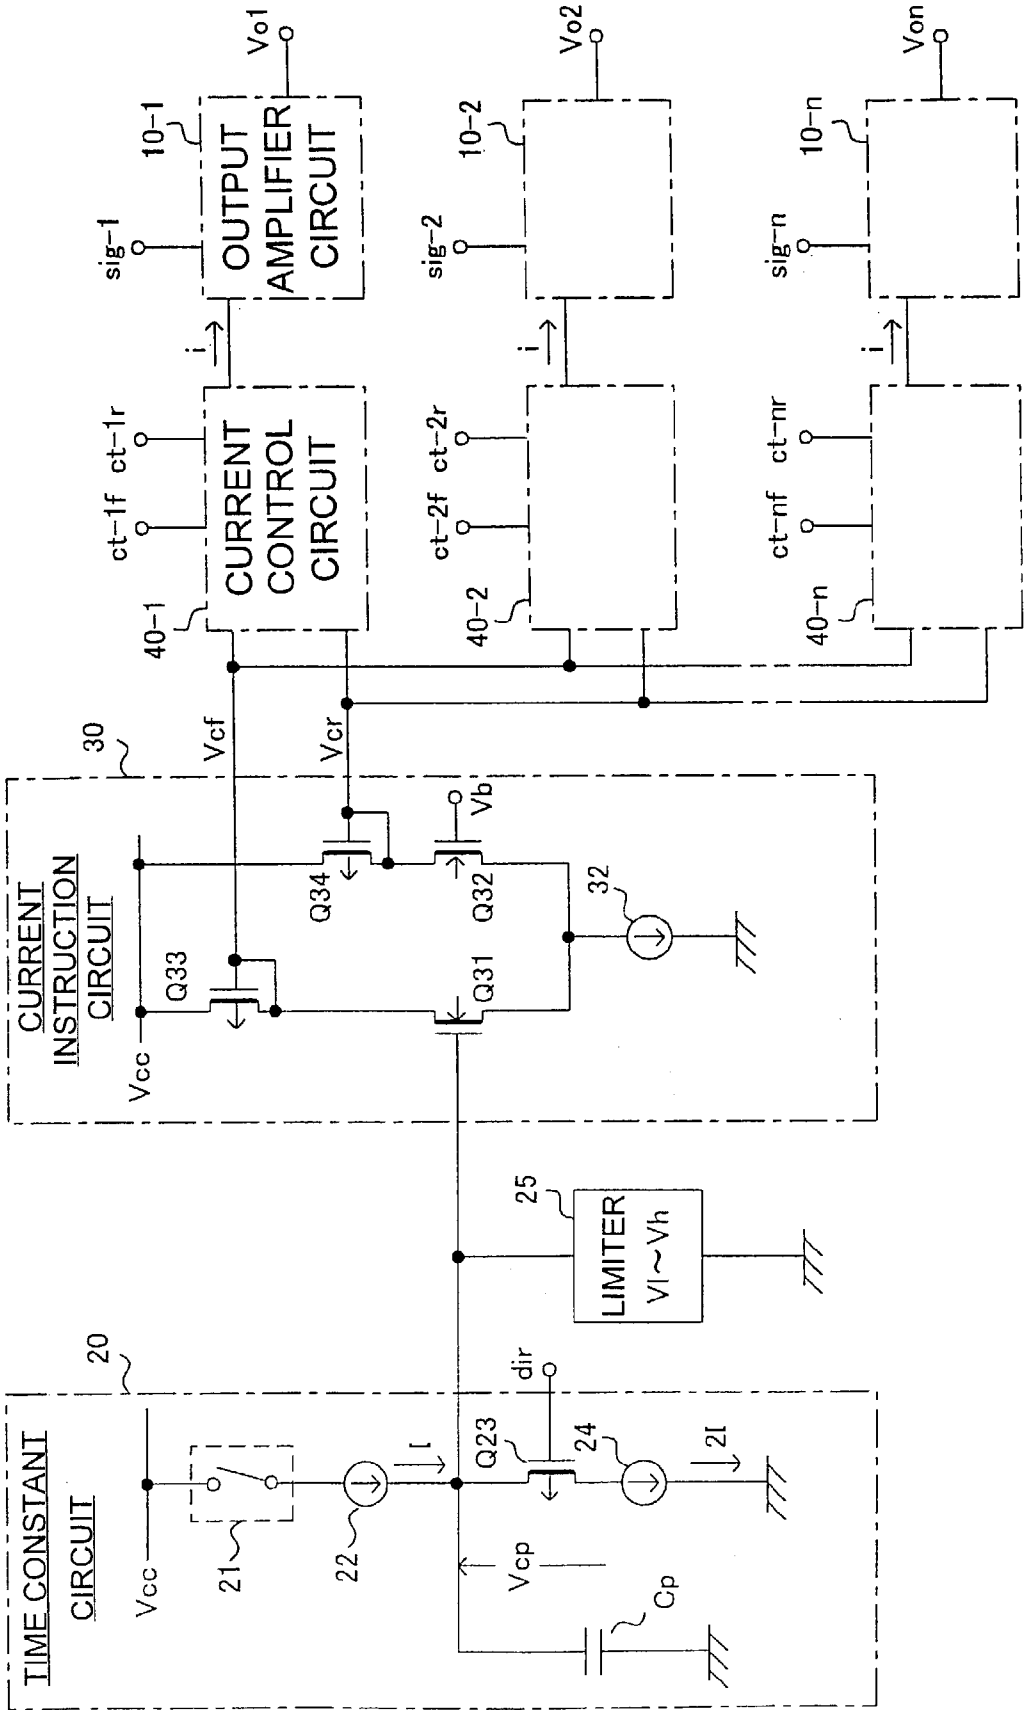 TIME CONSTANT
CIRCUIT
20
Vcc
21
22
I
Vcp
Cp
Q23
dir
24
2I
25
LIMITER
Vl~Vh
CURRENT
INSTRUCTION
CIRCUIT
30
Vcc
Q33
Q34
Q31
Q32
Vb
32
Vcf
Vcr
40-1
CURRENT
CONTROL
CIRCUIT
ct-1f
ct-1r
i
sig-1
10-1
OUTPUT
AMPLIFIER
CIRCUIT
Vo1
40-2
ct-2f
ct-2r
i
sig-2
10-2
Vo2
40-n
ct-nf
ct-nr
i
sig-n
10-n
Von